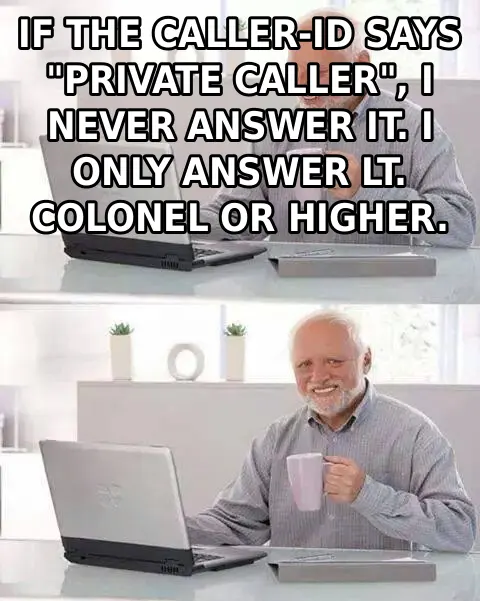 IF THE CALLER-ID SAYS
"PRIVATE CALLER", I
NEVER ANSWER IT. I
ONLY ANSWER LT.
COLONEL OR HIGHER.